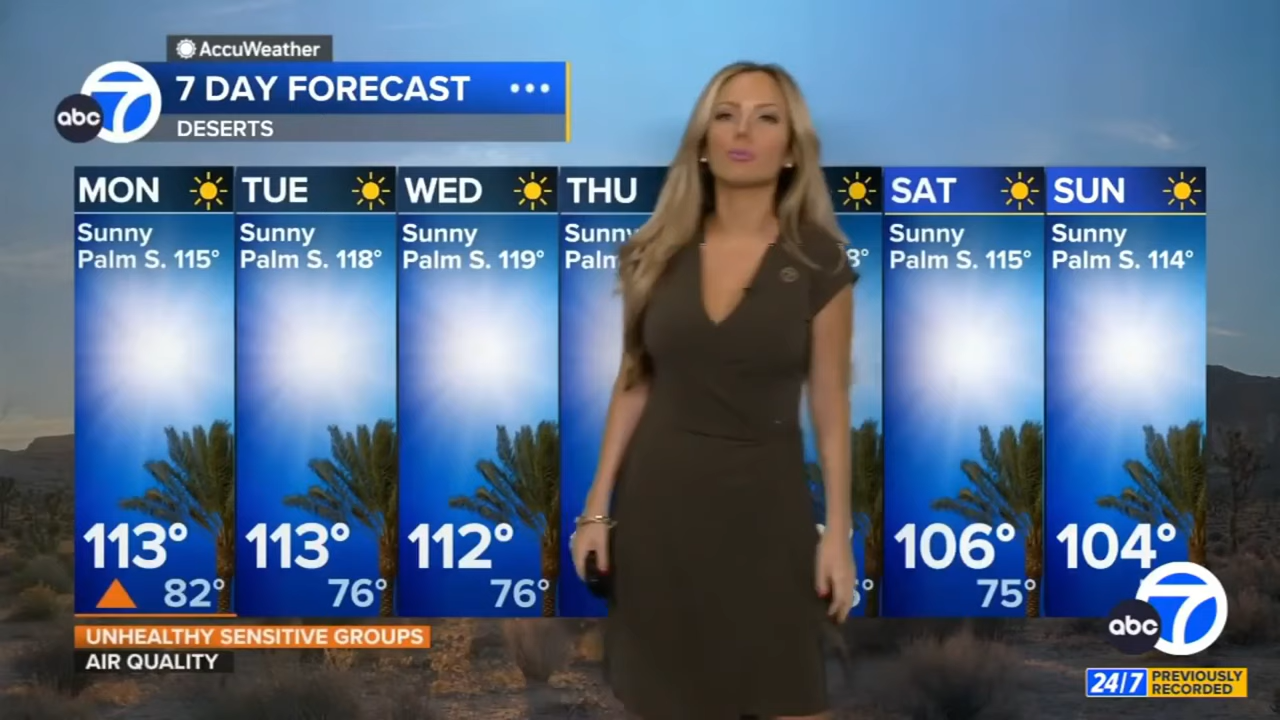 AccuWeather
abc 7
7 DAY FORECAST
DESERTS
MON TUE WED THU SAT SUN
Sunny Sunny Sunny Sunny Sunny Sunny
Palm S. 115° Palm S. 118° Palm S. 119° Palm 8° Palm S. 115° Palm S. 114°
113° 113° 112° 106° 104°
82° 76° 76° 75°
UNHEALTHY SENSITIVE GROUPS
AIR QUALITY
abc 7
24/7 PREVIOUSLY
RECORDED